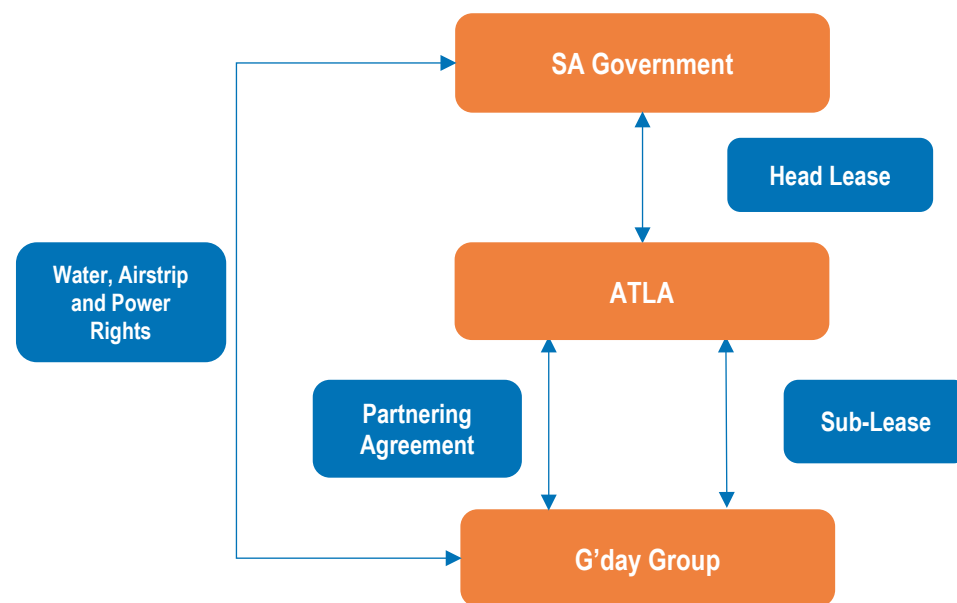 SA Government
Head Lease
Water, Airstrip
and Power
Rights
ATLA
Partnering
Agreement
Sub-Lease
G’day Group